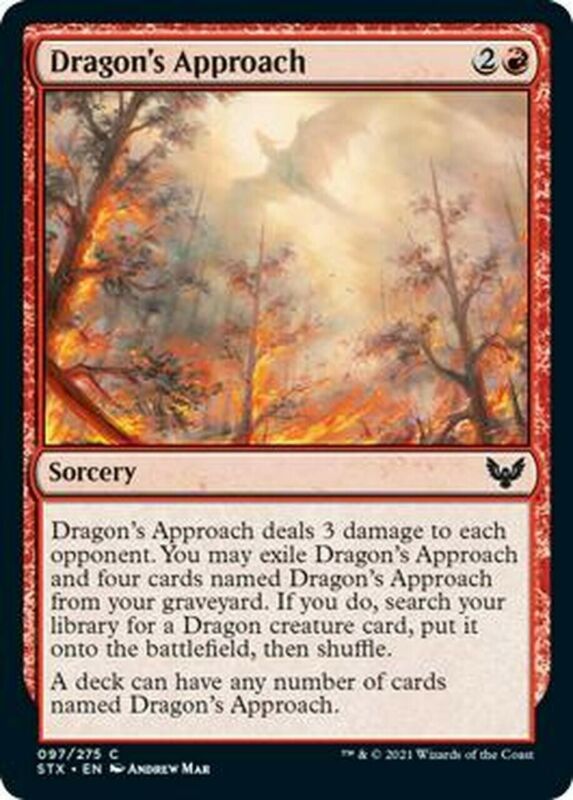 Dragon's Approach 2
Sorcery
Dragon's Approach deals 3 damage to each
opponent. You may exile Dragon's Approach
and four cards named Dragon's Approach
from your graveyard. If you do, search your
library for a Dragon creature card, put it
onto the battlefield, then shuffle.
A deck can have any number of cards
named Dragon's Approach.
097/275 C
STX • EN Andrew Mar
™ & © 2021 Wizards of the Coast